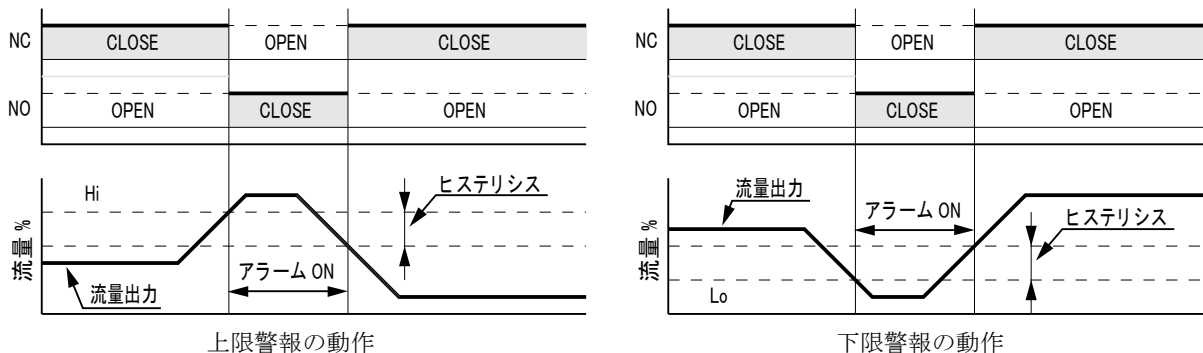 NC CLOSE OPEN CLOSE
NO OPEN CLOSE OPEN
流量 %
Hi
ヒステリシス
アラーム ON
流量出力
上限警報の動作
NC CLOSE OPEN CLOSE
NO OPEN CLOSE OPEN
流量 %
流量出力
アラーム ON
ヒステリシス
Lo
下限警報の動作